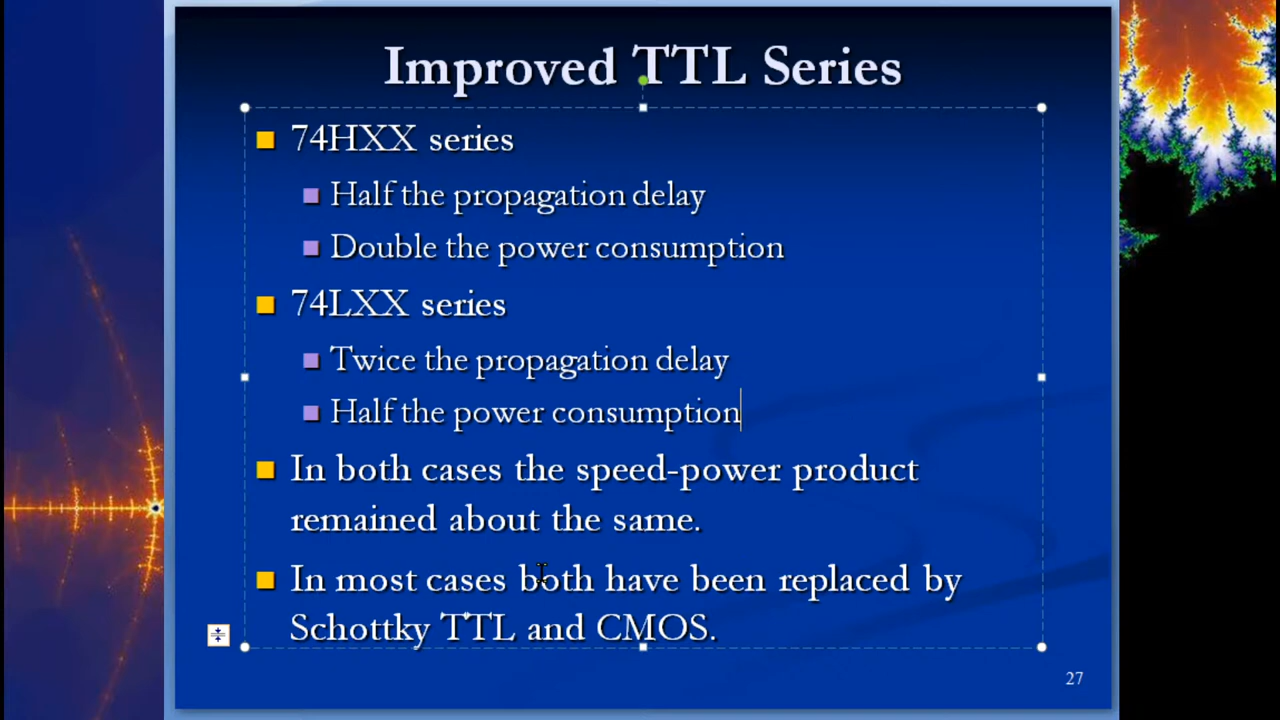 Improved TTL Series
74HXX series
Half the propagation delay
Double the power consumption
74LXX series
Twice the propagation delay
Half the power consumption
In both cases the speed-power product
remained about the same.
In most cases both have been replaced by
Schottky TTL and CMOS.
27